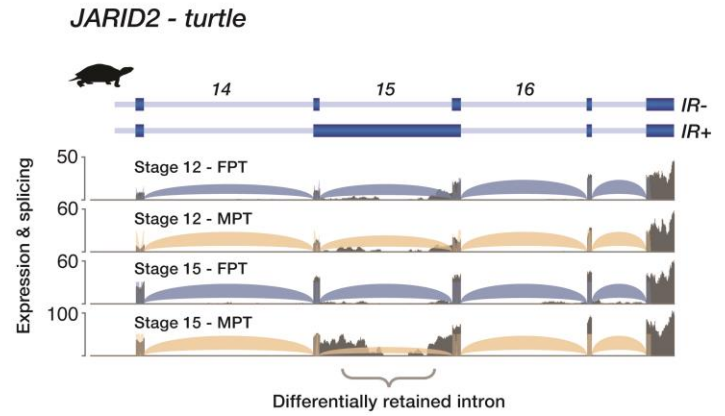 JARID2 - turtle
14 15 16
IR-
IR+
Expression & splicing
50
Stage 12 - FPT
60
Stage 12 - MPT
60
Stage 15 - FPT
100
Stage 15 - MPT
Differentially retained intron